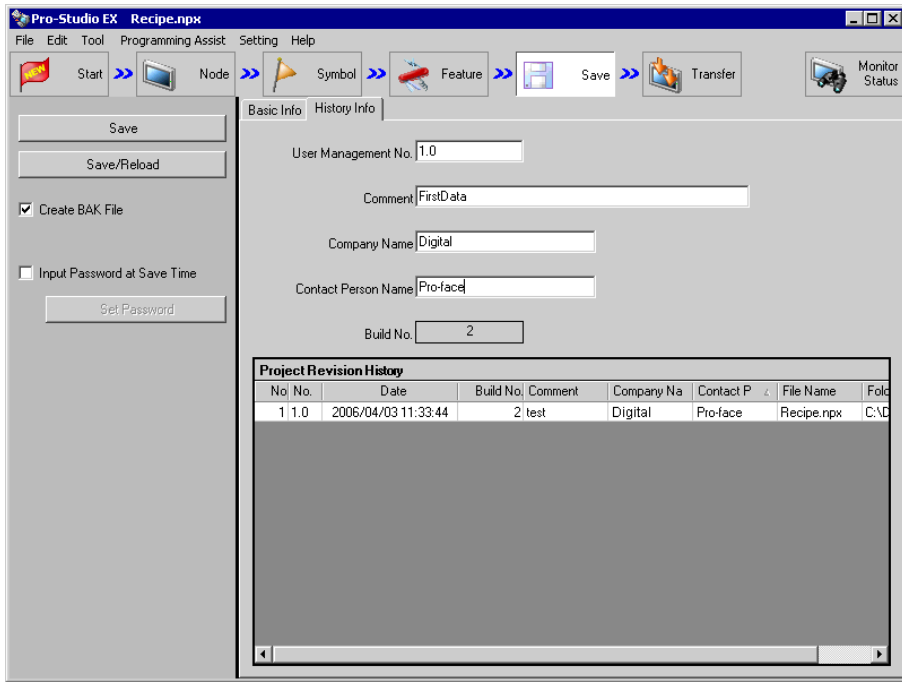 Pro-Studio EX Recipe.npx
File Edit Tool Programming Assist Setting Help
NEW Start Node Symbol Feature Save Transfer Monitor Status
Basic Info History Info
Save
Save/Reload
Create BAK File
Input Password at Save Time
Set Password
User Management No. 1.0
Comment FirstData
Company Name Digital
Contact Person Name Pro-face
Build No. 2
Project Revision History
No No. Date Build No. Comment Company Na Contact P File Name Fold
1 1.0 2006/04/03 11:33:44 2 test Digital Pro-face Recipe.npx C:\D